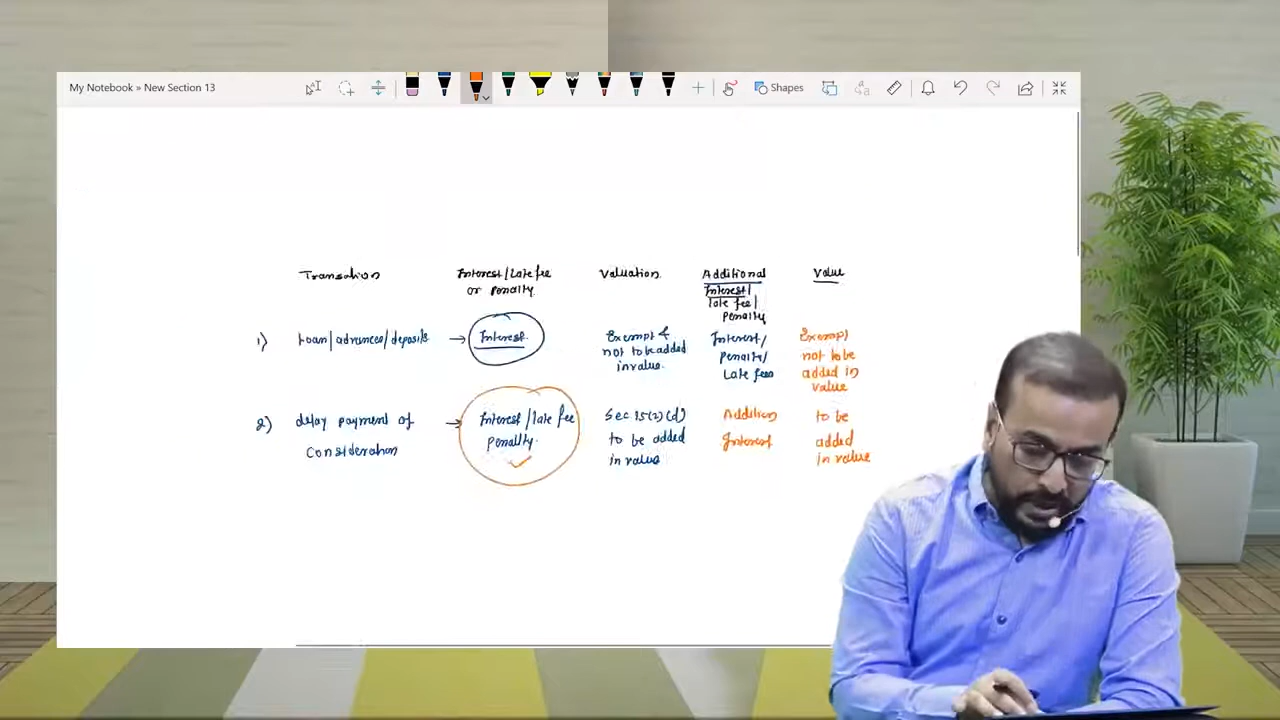 My Notebook » New Section 13
Shapes
Transation
Interest/Late fee
or penalty
Valuation
Additional
Interest/
late fee/
penalty
Value
1) Loan/advances/deposits → Interest.
Exempt &
not to be added
in value.
Interest/
penalty/
Late fees
Exempt
not to be
added in
value
2) delay payment of
consideration
→ Interest/late fee
penallty.
Sec 15(2)(d)
to be added
in value
Addition
Interest
to be
added
in value